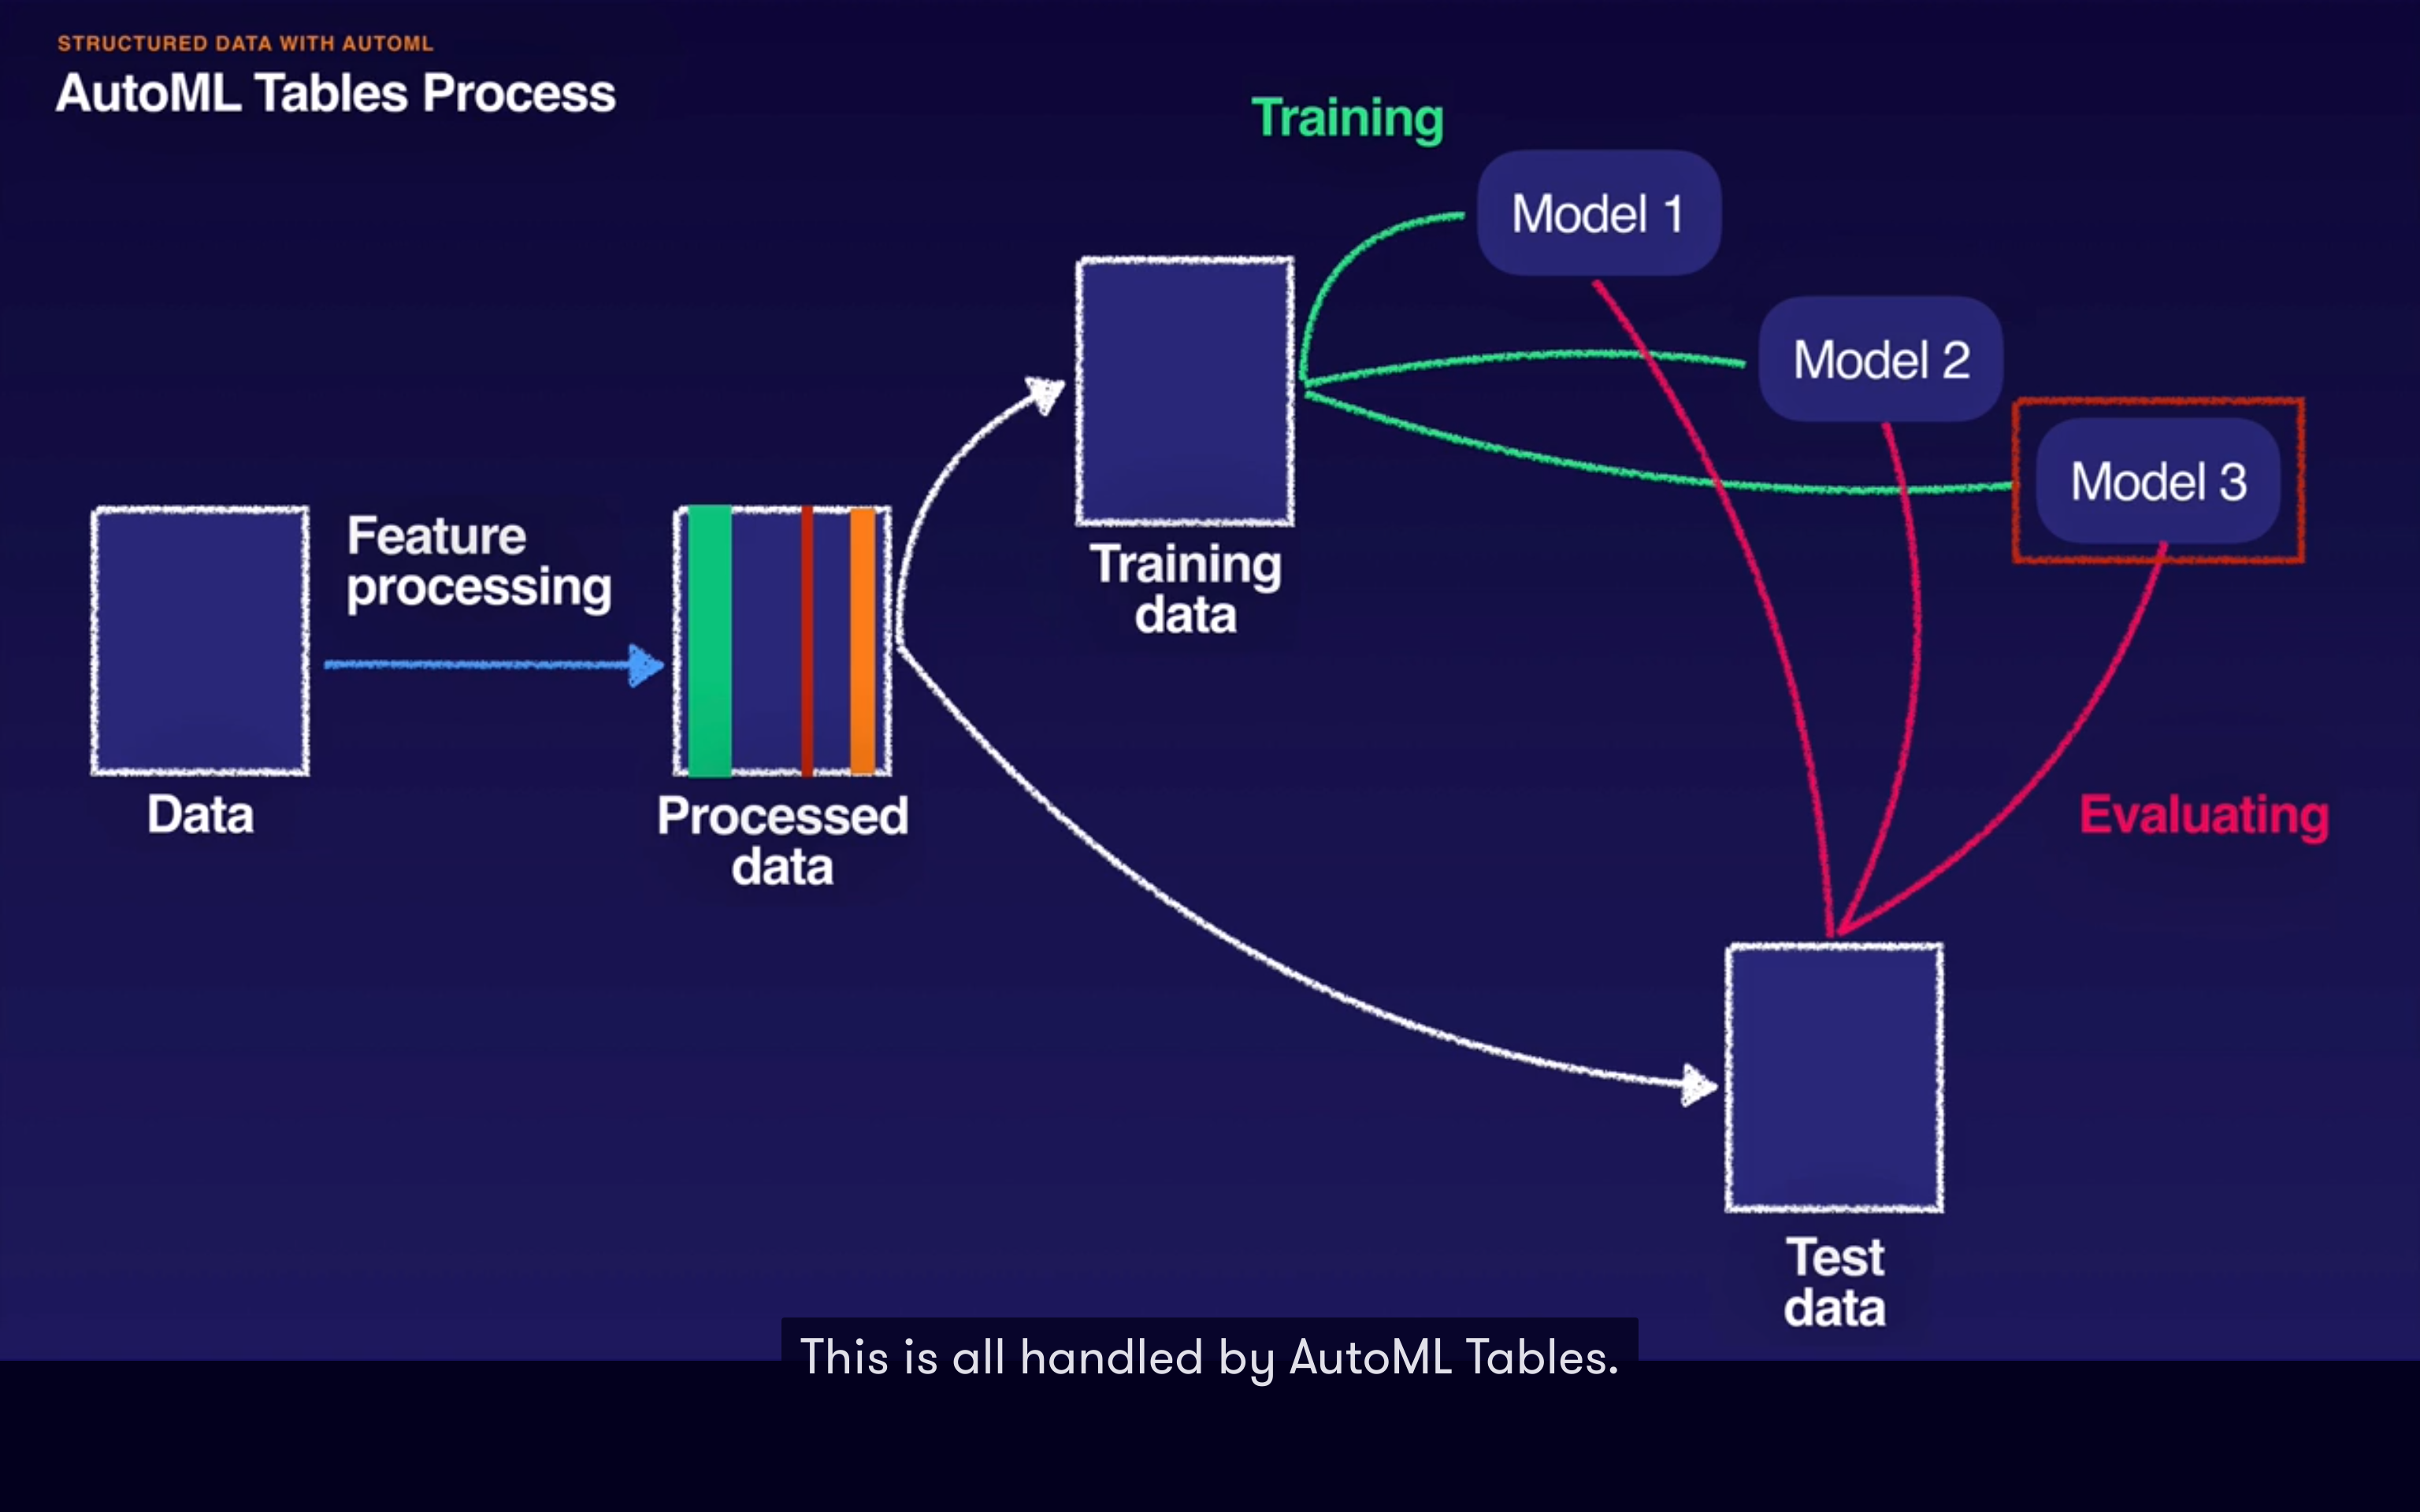 STRUCTURED DATA WITH AUTOML
AutoML Tables Process
Training
Model 1
Model 2
Model 3
Feature
processing
Training
data
Data
Processed
data
Evaluating
Test
data
This is all handled by AutoML Tables.